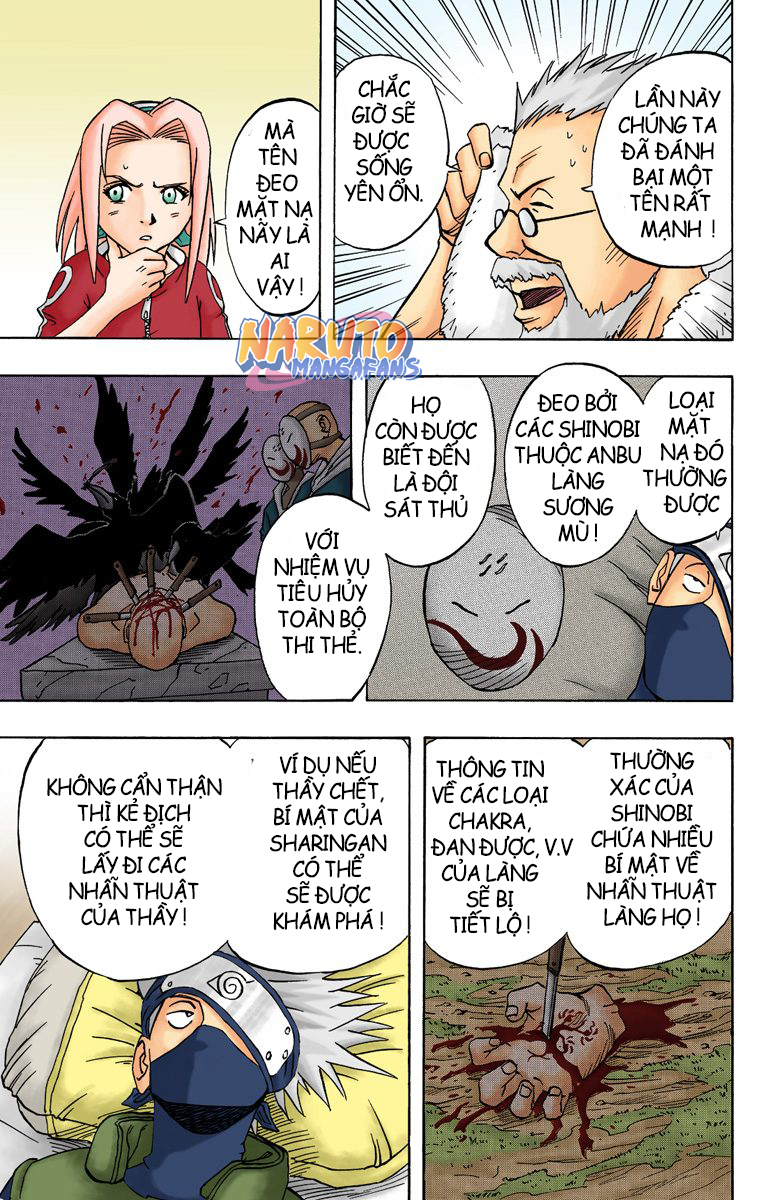 LẦN NÀY
CHÚNG TA
ĐÃ ĐÁNH
BẠI MỘT
TÊN RẤT
MẠNH !
CHẮC
GIỜ SẼ
ĐƯỢC
SỐNG
YÊN ỔN.
MÀ
TÊN
ĐEO
MẶT NẠ
NÃY LÀ
AI
VẬY !
NARUTO
MANGAFANS
LOẠI
MẶT
NẠ ĐÓ
THƯỜNG
ĐƯỢC
ĐEO BỞI
CÁC SHINOBI
THUỘC ANBU
LÀNG
SƯƠNG
MÙ !
HỌ
CÒN ĐƯỢC
BIẾT ĐẾN
LÀ ĐỘI
SÁT THỦ
VỚI
NHIỆM VỤ
TIÊU HỦY
TOÀN BỘ
THI THẺ.
THƯỜNG
XÁC CỦA
SHINOBI
CHỨA NHIỀU
BÍ MẬT VỀ
NHẪN THUẬT
LÀNG HỌ !
THÔNG TIN
VỀ CÁC LOẠI
CHAKRA,
ĐAN ĐƯỢC, V.V
CỦA LÀNG
SẼ BỊ
TIẾT LỘ !
VÍ DỤ NẾU
THẦY CHẾT,
BÍ MẬT CỦA
SHARINGAN
CÓ THỂ
SẼ ĐƯỢC
KHÁM PHÁ !
KHÔNG CẨN THẬN
THÌ KẺ ĐỊCH
CÓ THỂ SẼ
LẤY ĐI CÁC
NHẪN THUẬT
CỦA THẦY !